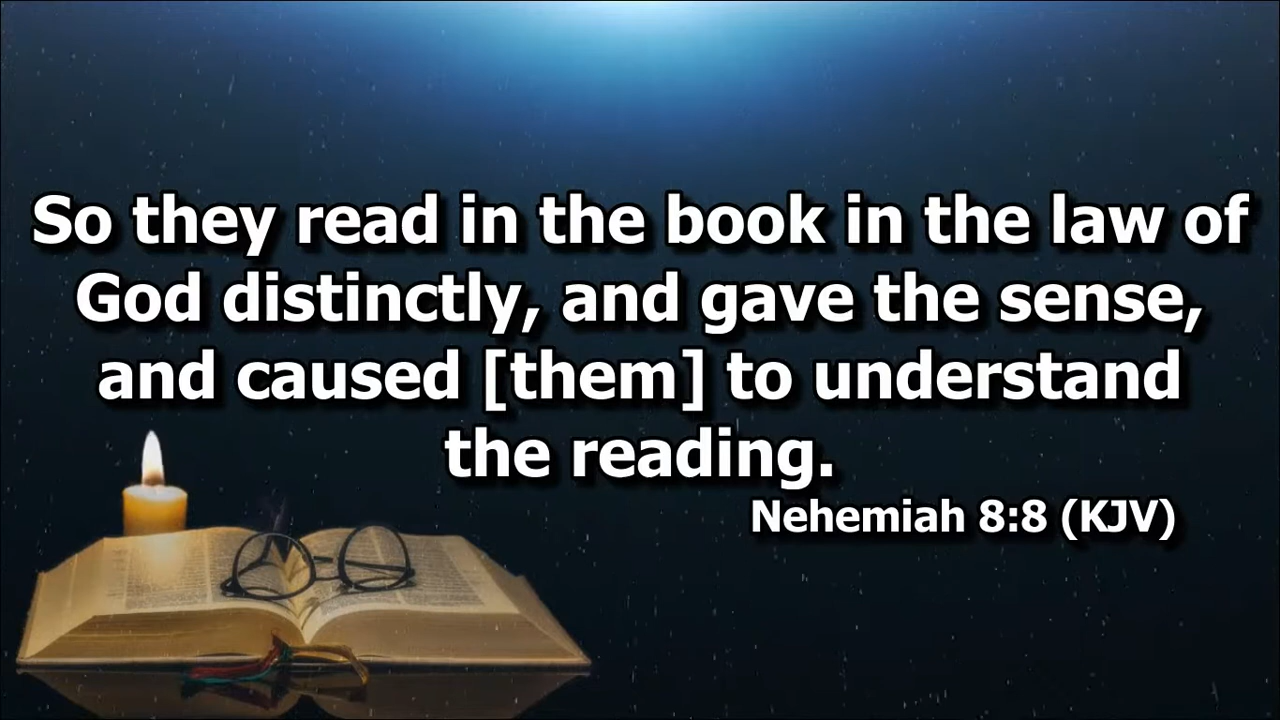 So they read in the book in the law of
God distinctly, and gave the sense,
and caused [them] to understand
the reading.
Nehemiah 8:8 (KJV)